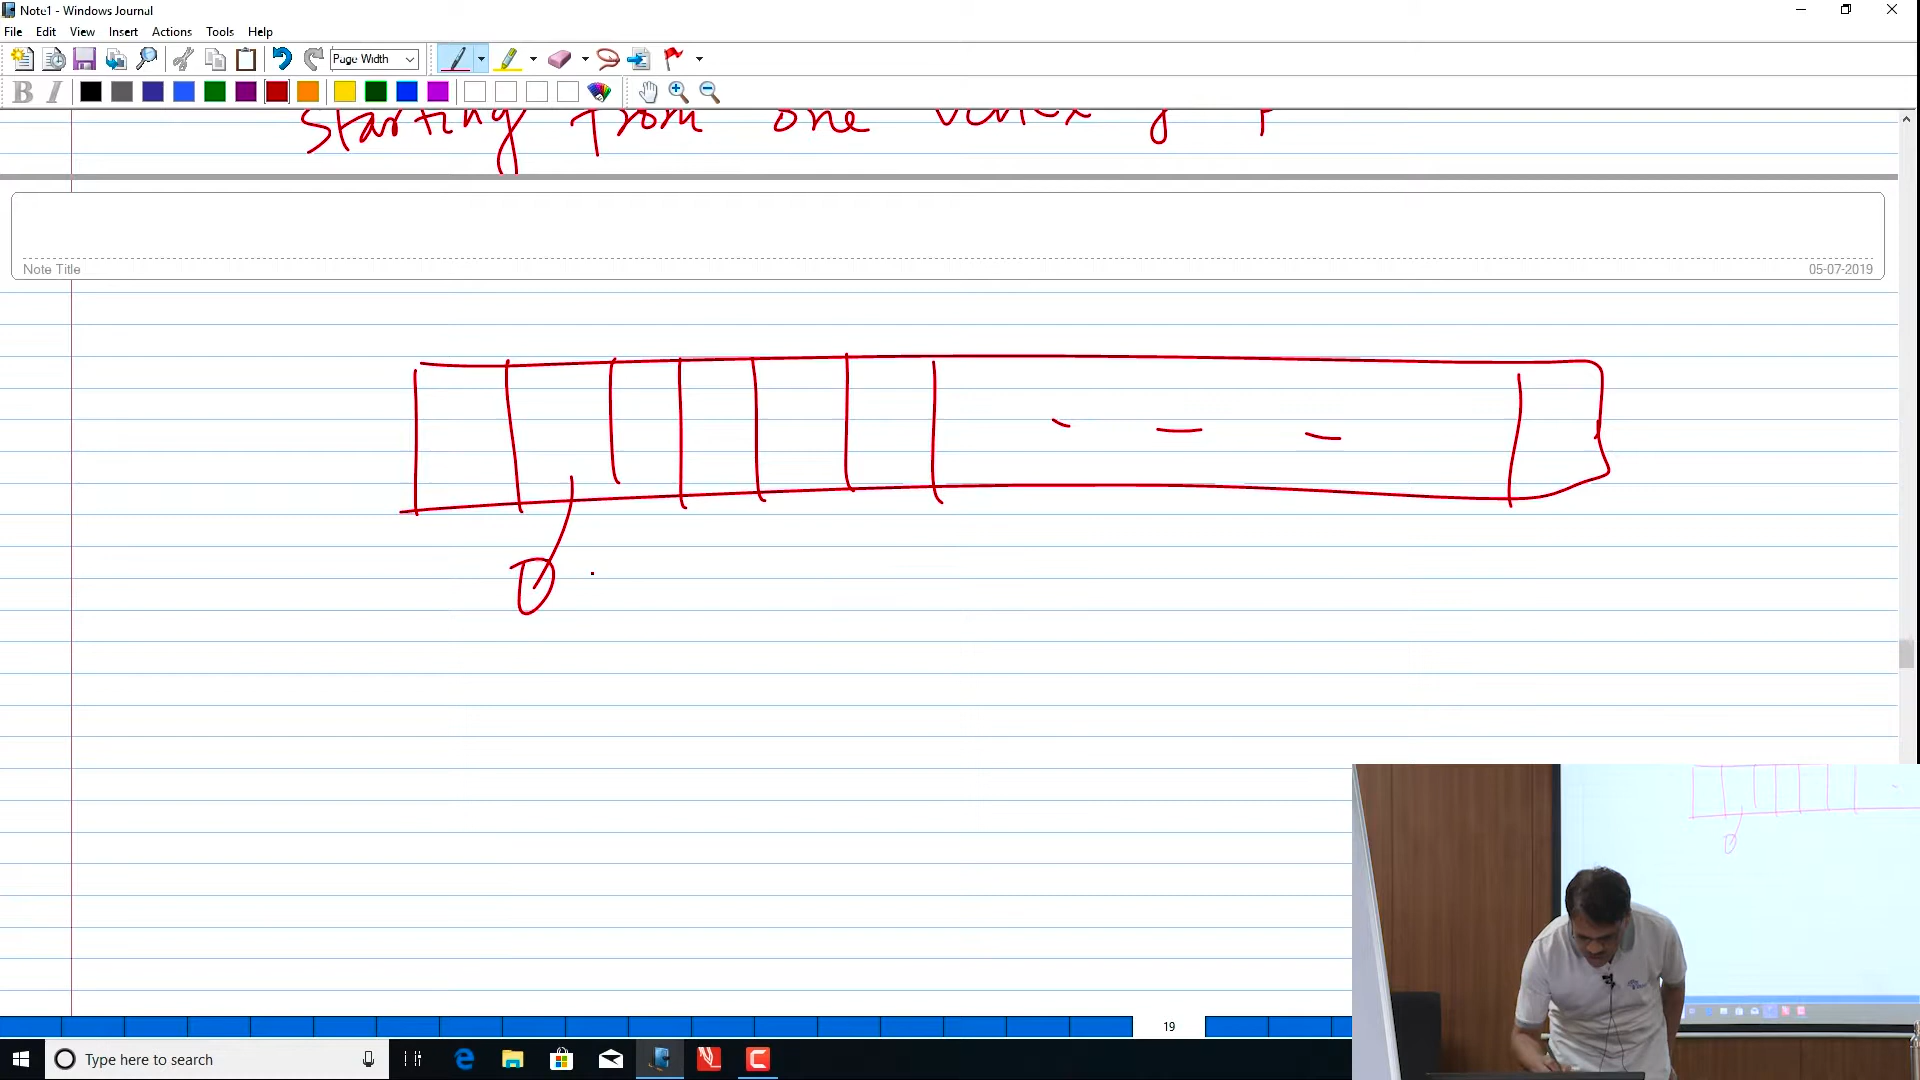 Note1 - Windows Journal
File Edit View Insert Actions Tools Help
Page Width
B I
Starting from one vertex
Note Title
05-07-2019
0
19
Type here to search